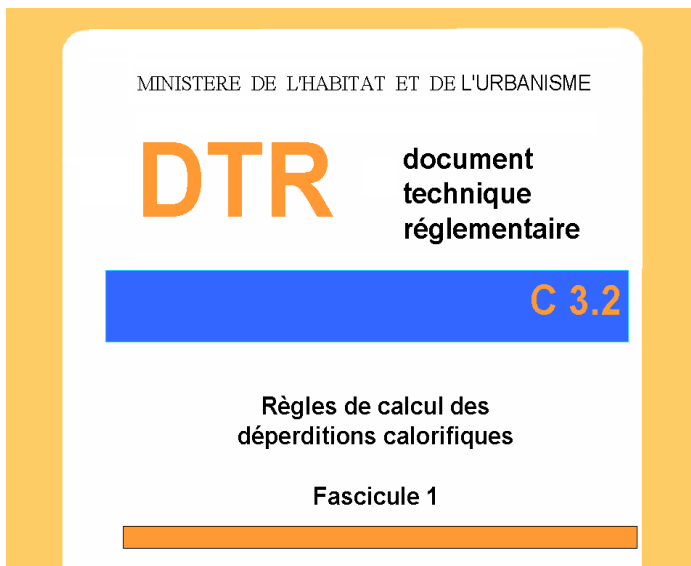 MINISTERE DE L'HABITAT ET DE L'URBANISME
DTR
document
technique
réglementaire
C 3.2
Règles de calcul des
déperditions calorifiques
Fascicule 1